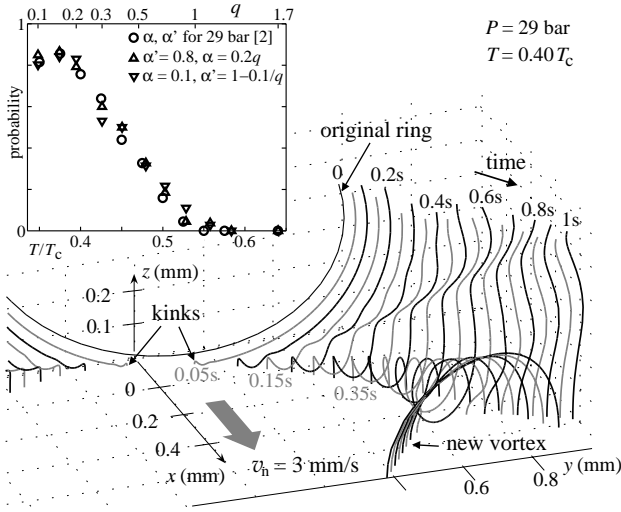 0.1 0.2 0.3 0.5 1 q 1.7
1
probability
0
α, α' for 29 bar [2]
α' = 0.8, α = 0.2q
α = 0.1, α' = 1–0.1/q
T/Tc 0.4 0.5 0.6
P = 29 bar
T = 0.40 Tc
original ring
time
0 0.2s 0.4s 0.6s 0.8s 1s
z (mm)
0.2
0.1
kinks
0.05s 0.15s 0.35s
0
0.2
0.4
x (mm)
vh = 3 mm/s
new vortex
0.6 0.8 y (mm)